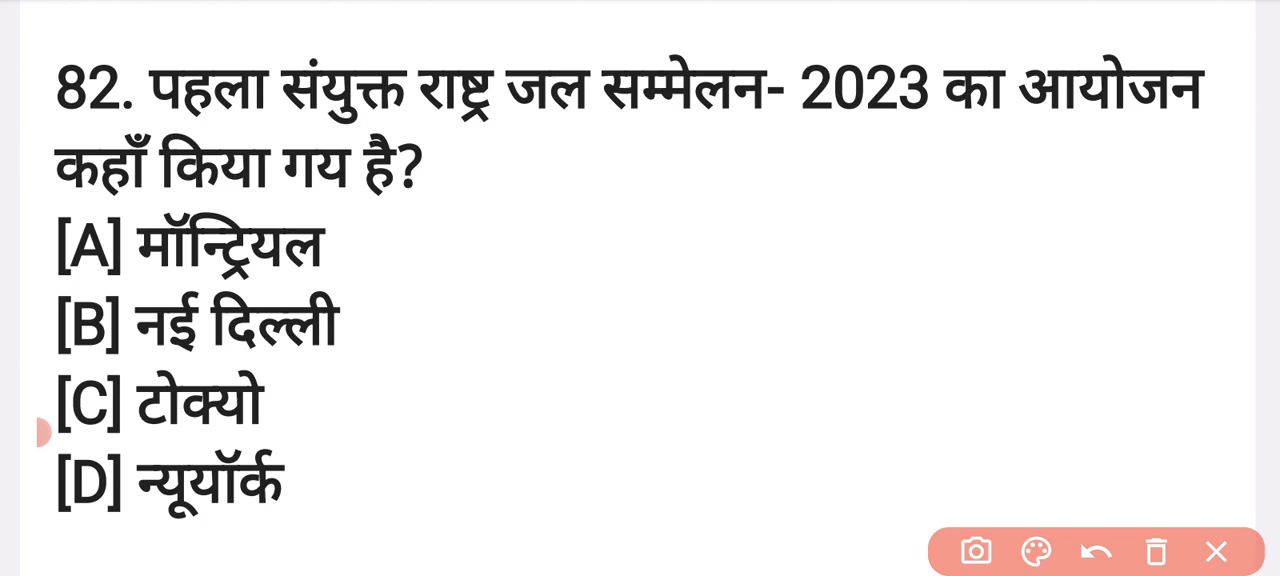 82. पहला संयुक्त राष्ट्र जल सम्मेलन- 2023 का आयोजन
कहाँ किया गय है?
[A] मॉन्ट्रियल
[B] नई दिल्ली
[C] टोक्यो
[D] न्यूयॉर्क